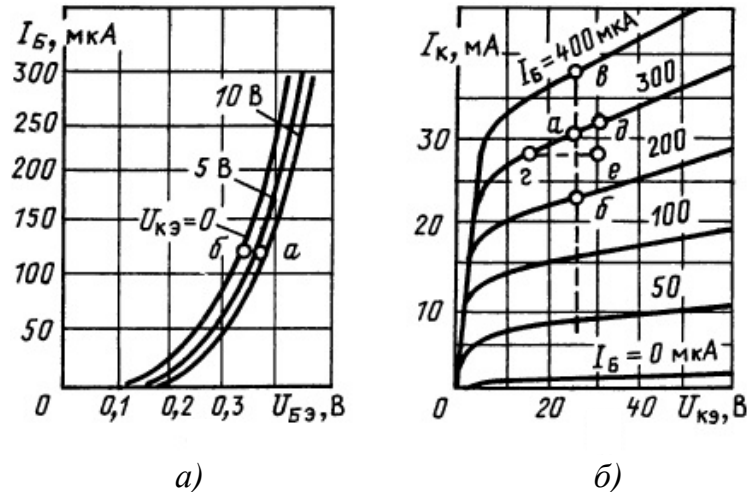 I_Б, мкА
300
250
200
150
100
50
0
10 В
5 В
U_КЭ=0
б
а
0,1
0,2
0,3
U_БЭ, В
а)
I_К, мА
30
20
10
0
I_Б=400 мкА
300
200
100
50
I_Б = 0 мкА
в
а
д
г
е
б
20
40
U_КЭ, В
б)